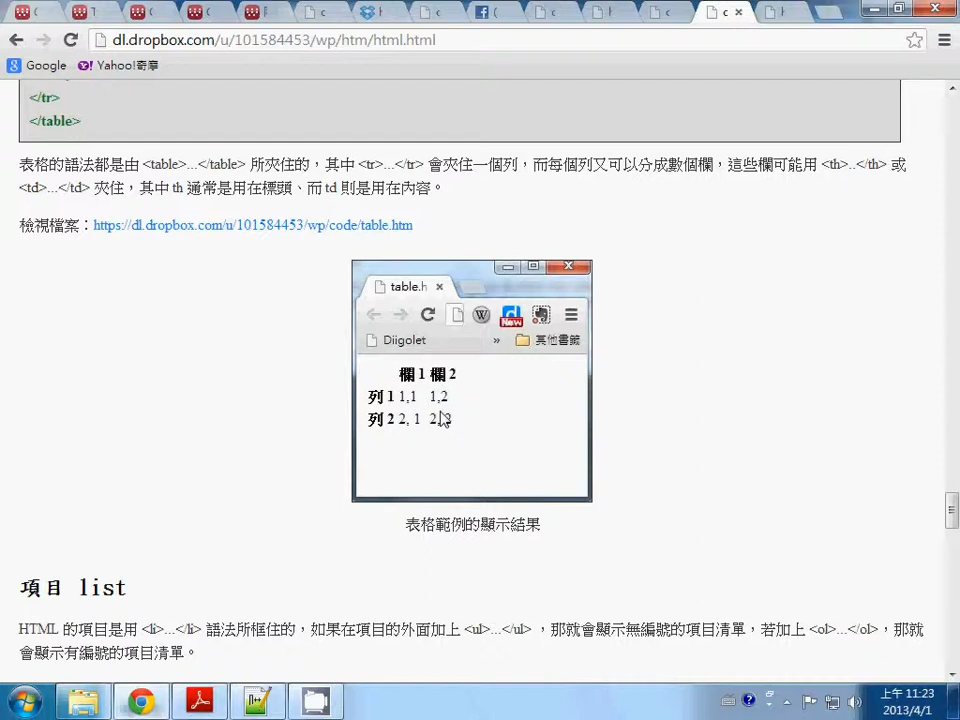 dl.dropbox.com/u/101584453/wp/htm/html.html
Google Yahoo!奇摩
</tr>
</table>
表格的語法都是由 <table>...</table> 所夾住的，其中 <tr>...</tr> 會夾住一個列，而每個列又可以分成數個欄，這些欄可能用 <th>..</th> 或
<td>...</td> 夾住，其中 th 通常是用在標頭、而 td 則是用在內容。
檢視檔案：https://dl.dropbox.com/u/101584453/wp/code/table.htm
table.h
New
Diigolet » 其他書籤
欄 1 欄 2
列 1 1,1 1,2
列 2 2, 1
表格範例的顯示結果
項目 list
HTML 的項目是用 <li>...</li> 語法所框住的，如果在項目的外面加上 <ul>...</ul> ，那就會顯示無編號的項目清單，若加上 <ol>...</ol>，那就
會顯示有編號的項目清單。
上午 11:23
2013/4/1